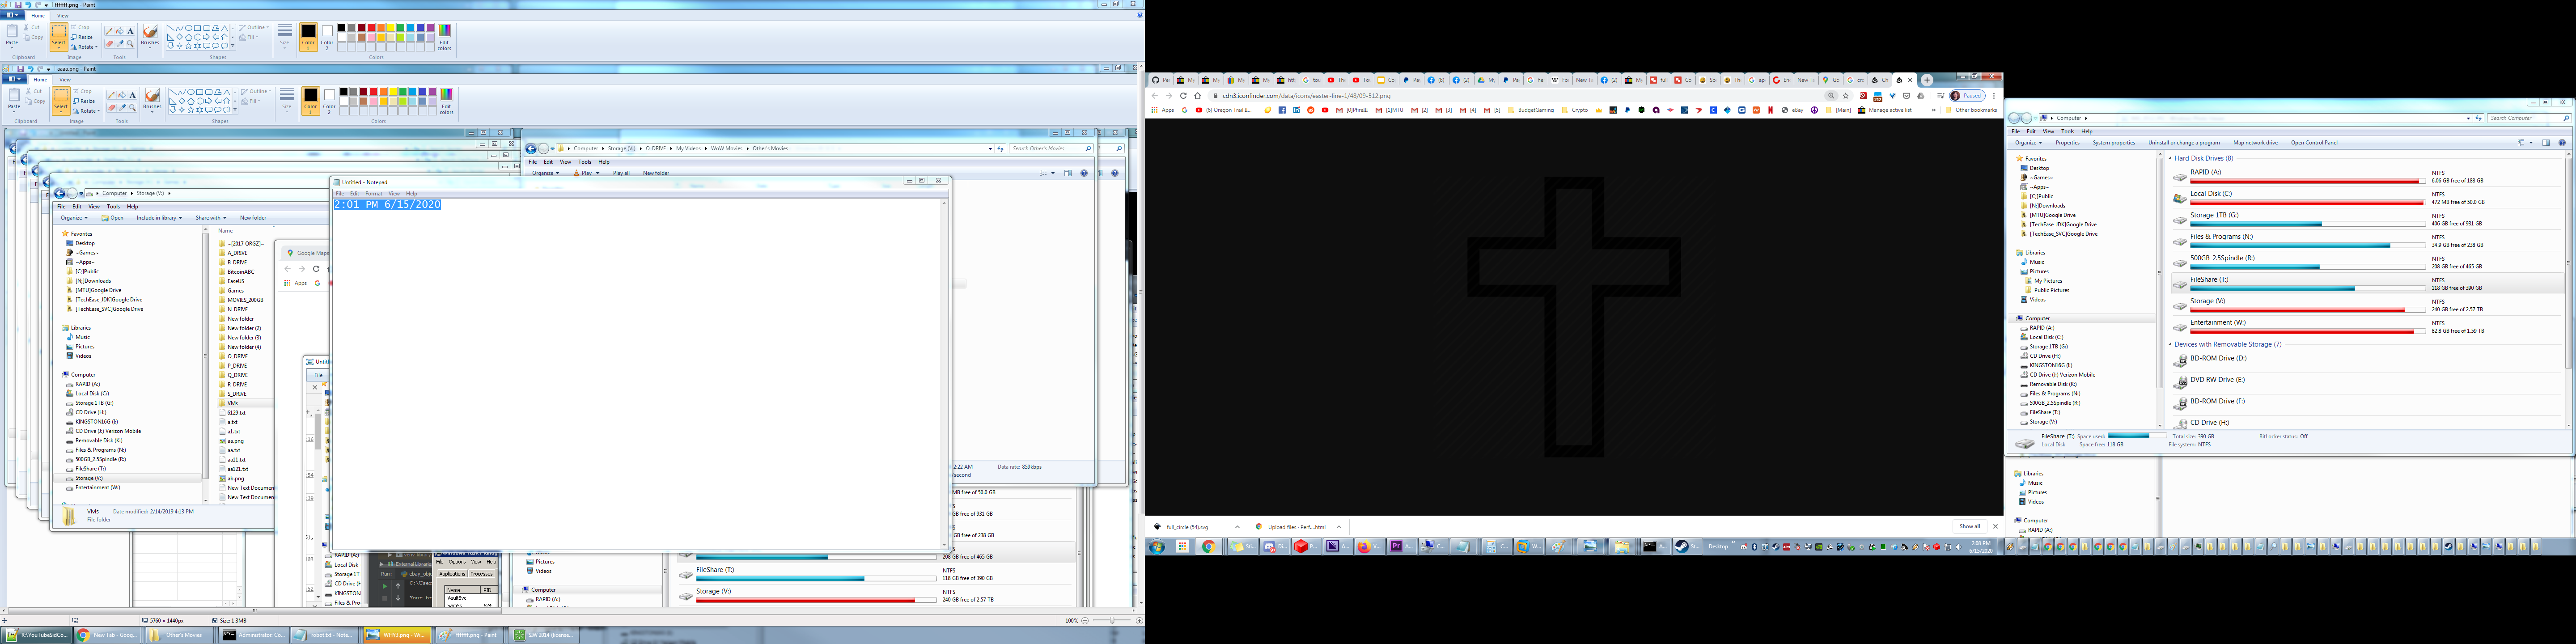 ffffff.png - Paint
Home View
Paste Cut Copy Select Crop Resize Rotate Brushes Outline Fill Size Color 1 Color 2 Edit colors
Clipboard Image Tools Shapes Colors
aaaa.png - Paint
Home View
Paste Cut Copy Select Crop Resize Rotate Brushes Outline Fill Size Color 1 Color 2 Edit colors
Clipboard Image Tools Shapes Colors
Computer Storage (V:) O_DRIVE My Videos WoW Movies Other's Movies
Search Other's Movies
File Edit View Tools Help
Organize Play Play all New folder
Computer Storage (V:)
File Edit View Tools Help
Organize Open Include in library Share with New folder
Favorites
Desktop
~Games~
~Apps~
[C:]Public
[N:]Downloads
[MTU]Google Drive
[TechEase_JDK]Google Drive
[TechEase_SVC]Google Drive
Libraries
Music
Pictures
Videos
Computer
RAPID (A:)
Local Disk (C:)
Storage 1TB (G:)
CD Drive (H:)
KINGSTON16G (I:)
CD Drive (J:) Verizon Mobile
Removable Disk (K:)
Files & Programs (N:)
500GB_2.5Spindle (R:)
FileShare (T:)
Storage (V:)
Entertainment (W:)
Name
~[2017 ORGZ]~
A_DRIVE
B_DRIVE
BitcoinABC
EaseUS
Games
MOVIES_200GB
N_DRIVE
New folder
New folder (2)
New folder (3)
New folder (4)
O_DRIVE
P_DRIVE
Q_DRIVE
R_DRIVE
S_DRIVE
VMs
6129.txt
a.txt
a1.txt
aa.png
aa.txt
aa11.txt
aa121.txt
ab.png
New Text Documen
New Text Documen
VMs Date modified: 2/14/2019 4:13 PM
File folder
Google Maps
Apps
Untitled - Notepad
File Edit Format View Help
2:01 PM 6/15/2020
2:22 AM Data rate: 859kbps
MB free of 50.0 GB
GB free of 931 GB
GB free of 238 GB
208 GB free of 465 GB
FileShare (T:) NTFS
118 GB free of 390 GB
Storage (V:) NTFS
240 GB free of 2.57 TB
Pictures
Videos
Computer
RAPID (A:)
File Options View Help
Applications Processes
Name PID
VaultSvc
5760 × 1440px Size: 1.3MB 100%
R:\YouTubeSidCo... New Tab - Goog... Other's Movies Administrator: Co... robot.txt - Note... WHY3.png - Wi... ffffff.png - Paint SIW 2014 (license...
cdn3.iconfinder.com/data/icons/easter-line-1/48/09-512.png
Paused
Apps (6) Oregon Trail II... [0]PfireIII [1]MTU [2] [3] [4] [5] BudgetGaming Crypto eBay [Main] Manage active list Other bookmarks
full_circle (54).svg Upload files · Perf....html Show all
Desktop 2:08 PM
6/15/2020
Computer Search Computer
File Edit View Tools Help
Organize Properties System properties Uninstall or change a program Map network drive Open Control Panel
Favorites
Desktop
~Games~
~Apps~
[C:]Public
[N:]Downloads
[MTU]Google Drive
[TechEase_JDK]Google Drive
[TechEase_SVC]Google Drive
Libraries
Music
Pictures
My Pictures
Public Pictures
Videos
Computer
RAPID (A:)
Local Disk (C:)
Storage 1TB (G:)
CD Drive (H:)
KINGSTON16G (I:)
CD Drive (J:) Verizon Mobile
Removable Disk (K:)
Files & Programs (N:)
500GB_2.5Spindle (R:)
FileShare (T:)
Storage (V:)
Hard Disk Drives (8)
RAPID (A:) NTFS
6.06 GB free of 188 GB
Local Disk (C:) NTFS
472 MB free of 50.0 GB
Storage 1TB (G:) NTFS
406 GB free of 931 GB
Files & Programs (N:) NTFS
34.9 GB free of 238 GB
500GB_2.5Spindle (R:) NTFS
208 GB free of 465 GB
FileShare (T:) NTFS
118 GB free of 390 GB
Storage (V:) NTFS
240 GB free of 2.57 TB
Entertainment (W:) NTFS
82.8 GB free of 1.59 TB
Devices with Removable Storage (7)
BD-ROM Drive (D:)
DVD RW Drive (E:)
BD-ROM Drive (F:)
CD Drive (H:)
FileShare (T:) Space used: Total size: 390 GB BitLocker status: Off
Local Disk Space free: 118 GB File system: NTFS
Libraries
Music
Pictures
Videos
Computer
RAPID (A:)